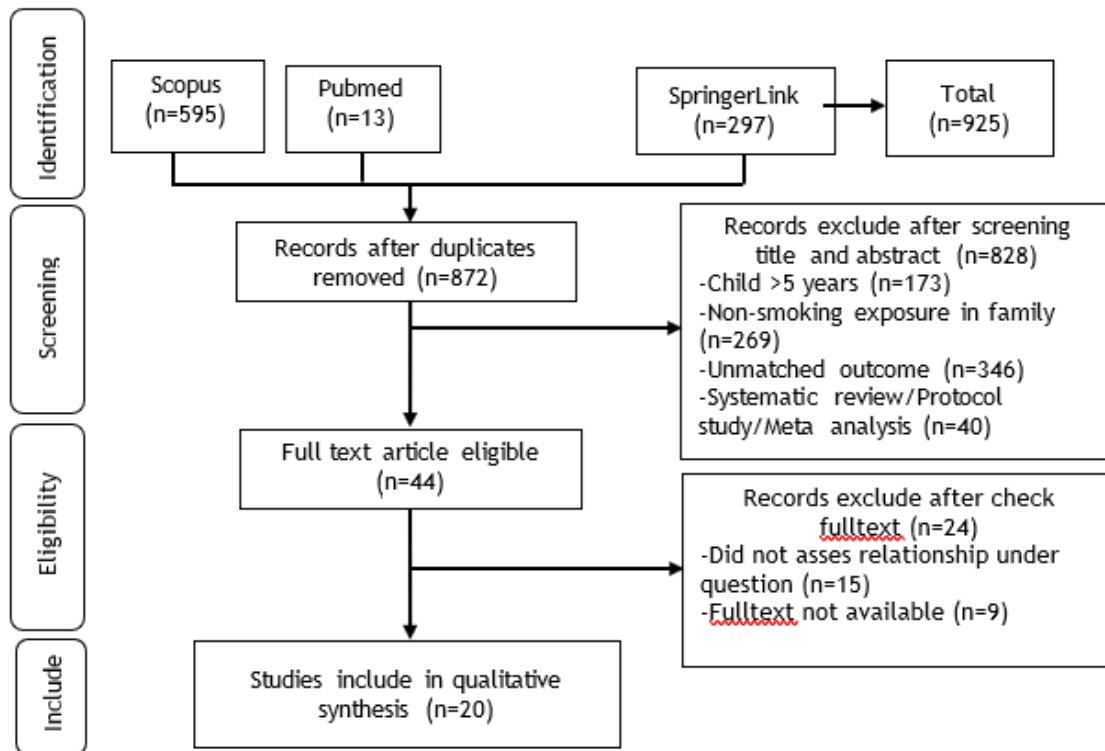 Identification
Scopus
(n=595)
Pubmed
(n=13)
SpringerLink
(n=297)
Total
(n=925)
Screening
Records after duplicates
removed (n=872)
Records exclude after screening
title and abstract (n=828)
-Child >5 years (n=173)
-Non-smoking exposure in family
(n=269)
-Unmatched outcome (n=346)
-Systematic review/Protocol
study/Meta analysis (n=40)
Eligibility
Full text article eligible
(n=44)
Records exclude after check
fulltext (n=24)
-Did not asses relationship under
question (n=15)
-Fulltext not available (n=9)
Include
Studies include in qualitative
synthesis (n=20)